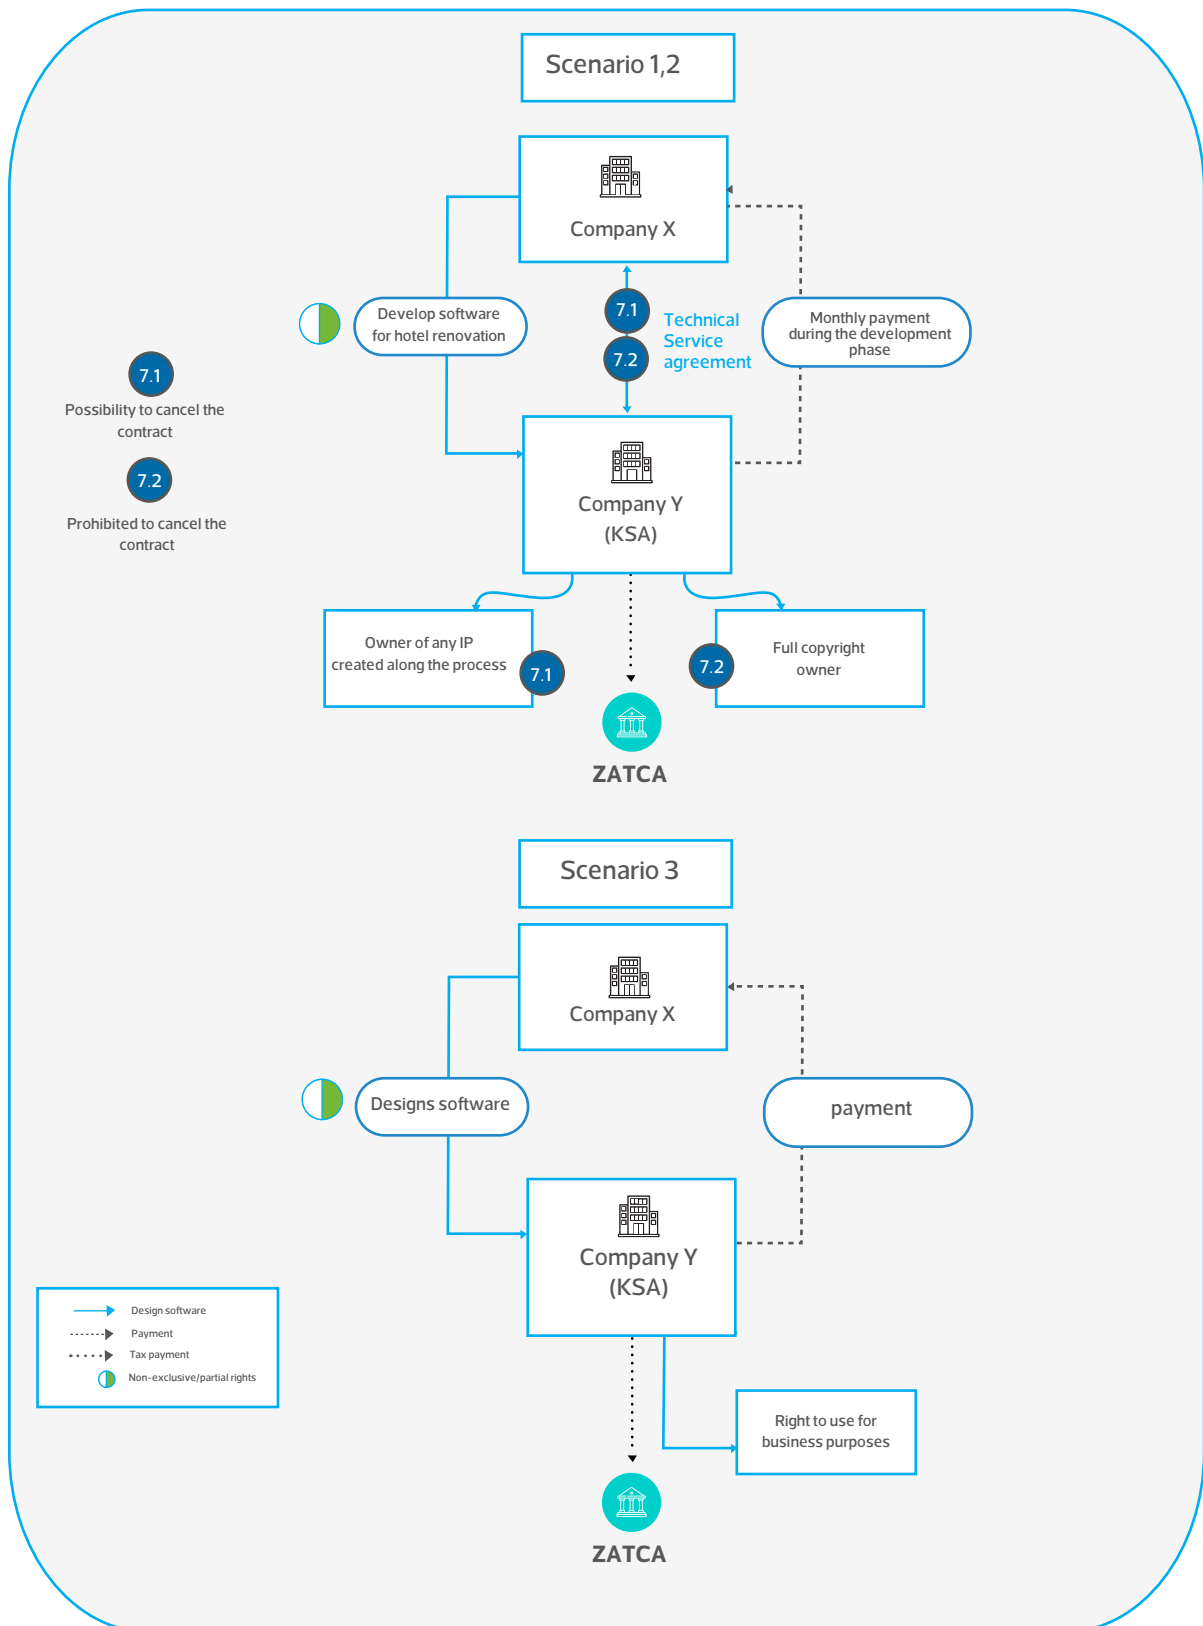 Scenario 1,2
Company X
Develop software
for hotel renovation
7.1
7.2
Technical
Service
agreement
Monthly payment
during the development
phase
7.1
Possibility to cancel the
contract
7.2
Prohibited to cancel the
contract
Company Y
(KSA)
Owner of any IP
created along the process
7.1
7.2
Full copyright
owner
ZATCA
Scenario 3
Company X
Designs software
payment
Company Y
(KSA)
Design software
Payment
Tax payment
Non-exclusive/partial rights
Right to use for
business purposes
ZATCA